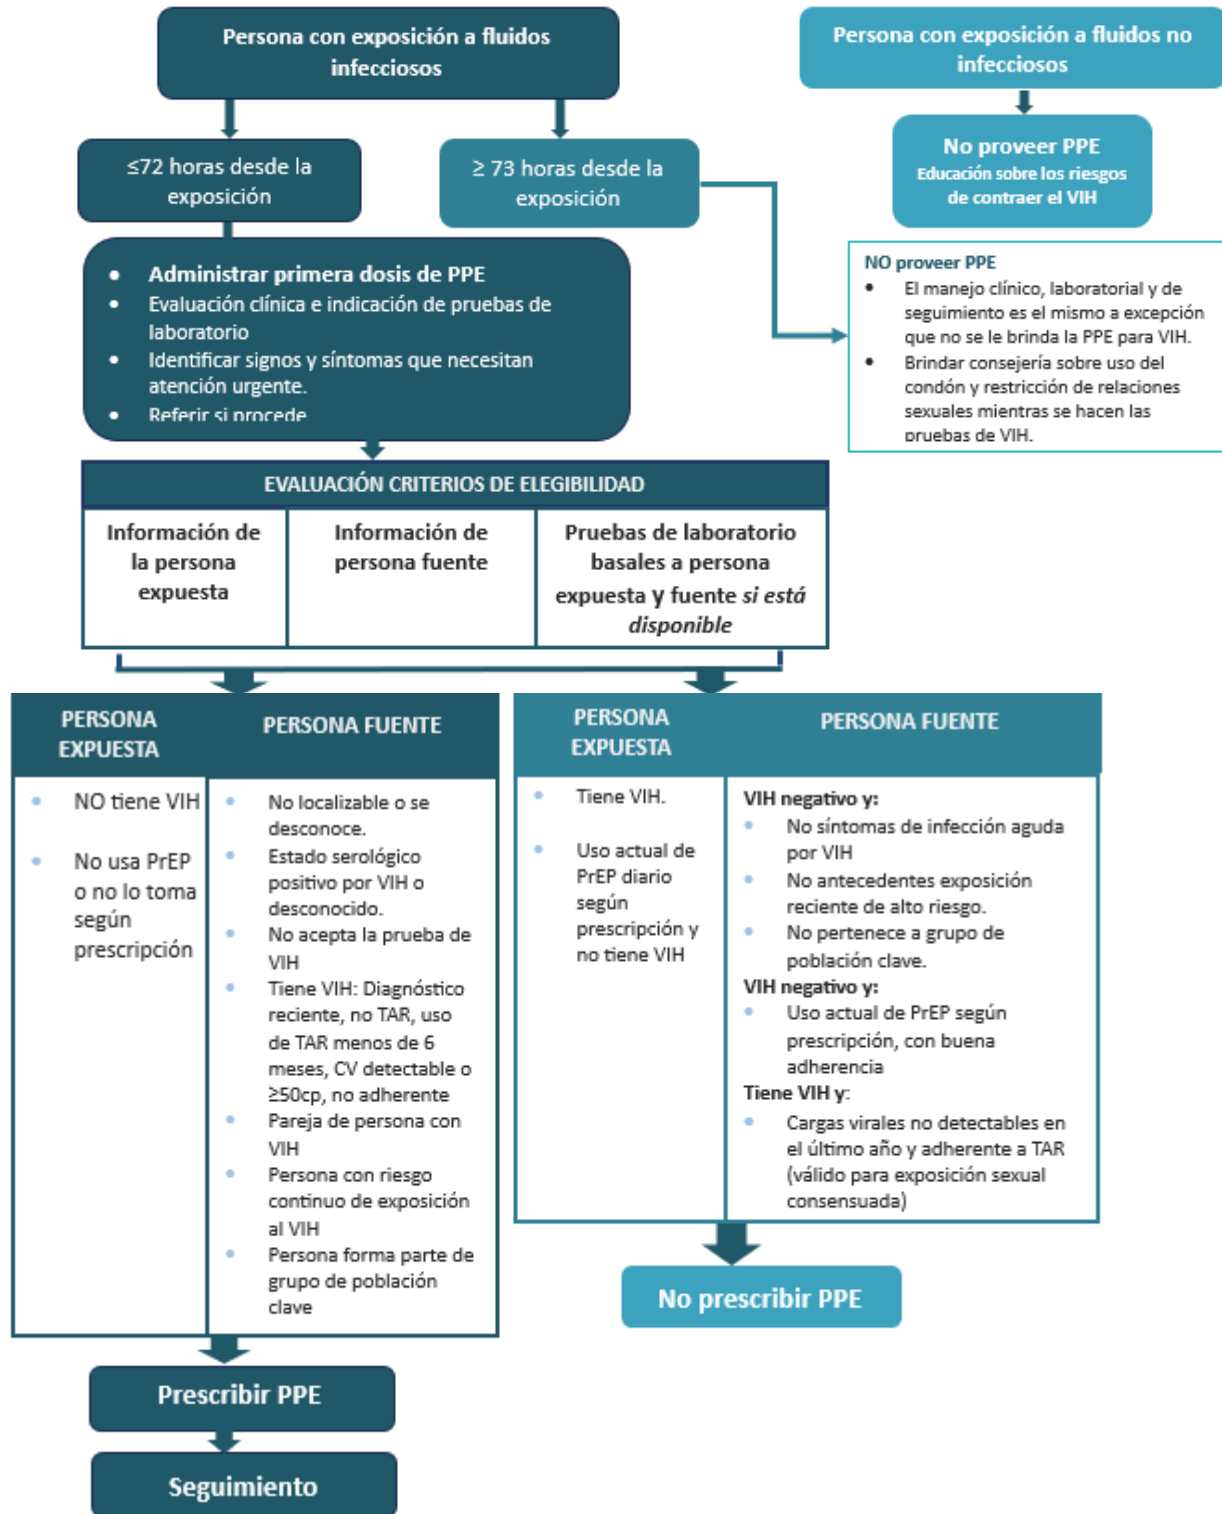 Persona con exposición a fluidos
infecciosos
Persona con exposición a fluidos no
infecciosos
≤72 horas desde la
exposición
≥ 73 horas desde la
exposición
No proveer PPE
Educación sobre los riesgos
de contraer el VIH
• Administrar primera dosis de PPE
• Evaluación clínica e indicación de pruebas de
laboratorio
• Identificar signos y síntomas que necesitan
atención urgente.
• Referir si procede
NO proveer PPE
• El manejo clínico, laboratorial y de
seguimiento es el mismo a excepción
que no se le brinda la PPE para VIH.
• Brindar consejería sobre uso del
condón y restricción de relaciones
sexuales mientras se hacen las
pruebas de VIH.
EVALUACIÓN CRITERIOS DE ELEGIBILIDAD
Información de
la persona
expuesta
Información de
persona fuente
Pruebas de laboratorio
basales a persona
expuesta y fuente si está
disponible
PERSONA
EXPUESTA
• NO tiene VIH
• No usa PrEP
o no lo toma
según
prescripción
PERSONA FUENTE
• No localizable o se
desconoce.
• Estado serológico
positivo por VIH o
desconocido.
• No acepta la prueba de
VIH
• Tiene VIH: Diagnóstico
reciente, no TAR, uso
de TAR menos de 6
meses, CV detectable o
≥50cp, no adherente
• Pareja de persona con
VIH
• Persona con riesgo
continuo de exposición
al VIH
• Persona forma parte de
grupo de población
clave
PERSONA
EXPUESTA
• Tiene VIH.
• Uso actual de
PrEP diario
según
prescripción y
no tiene VIH
PERSONA FUENTE
VIH negativo y:
• No síntomas de infección aguda
por VIH
• No antecedentes exposición
reciente de alto riesgo.
• No pertenece a grupo de
población clave.
VIH negativo y:
• Uso actual de PrEP según
prescripción, con buena
adherencia
Tiene VIH y:
• Cargas virales no detectables en
el último año y adherente a TAR
(válido para exposición sexual
consensuada)
No prescribir PPE
Prescribir PPE
Seguimiento